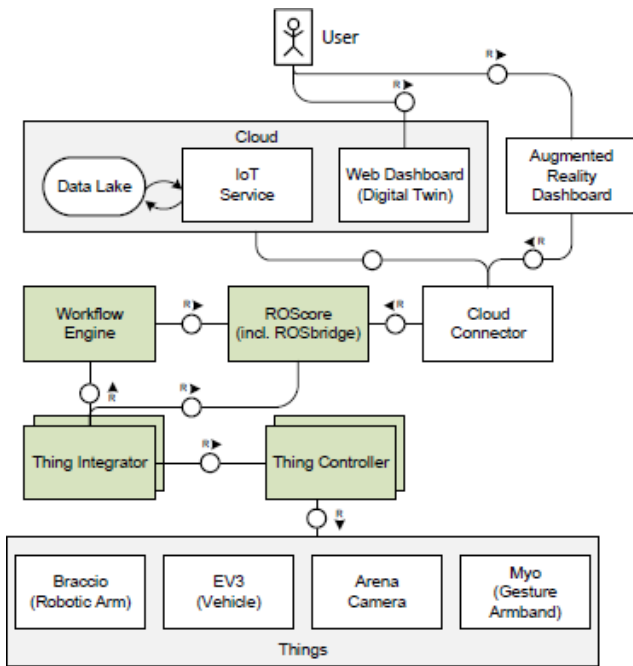 User
R
R
Cloud
Data Lake
IoT
Service
Web Dashboard
(Digital Twin)
Augmented
Reality
Dashboard
R
Workflow
Engine
R
ROScore
(incl. ROSbridge)
R
Cloud
Connector
R
R
Thing Integrator
R
Thing Controller
R
Braccio
(Robotic Arm)
EV3
(Vehicle)
Arena
Camera
Myo
(Gesture
Armband)
Things